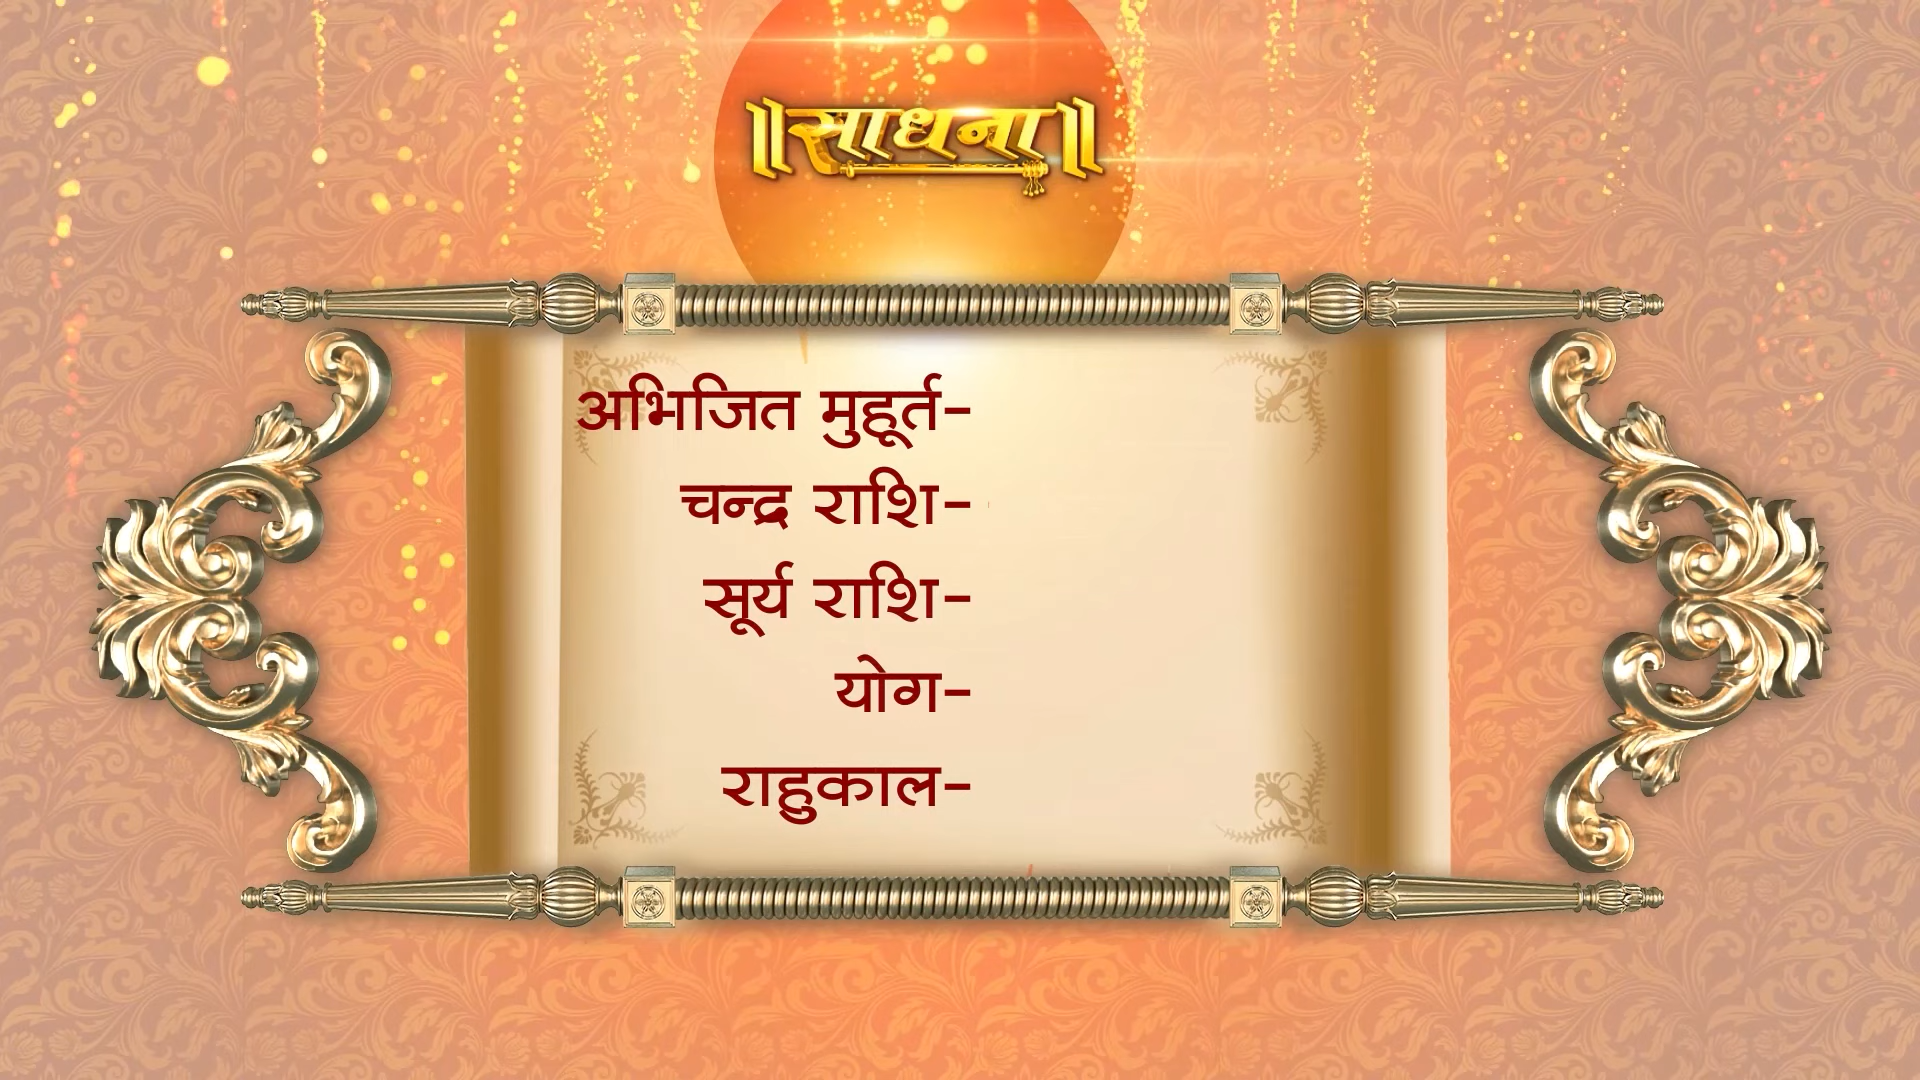 ॥साधना॥
अभिजित मुहूर्त-
चन्द्र राशि-
सूर्य राशि-
योग-
राहुकाल-